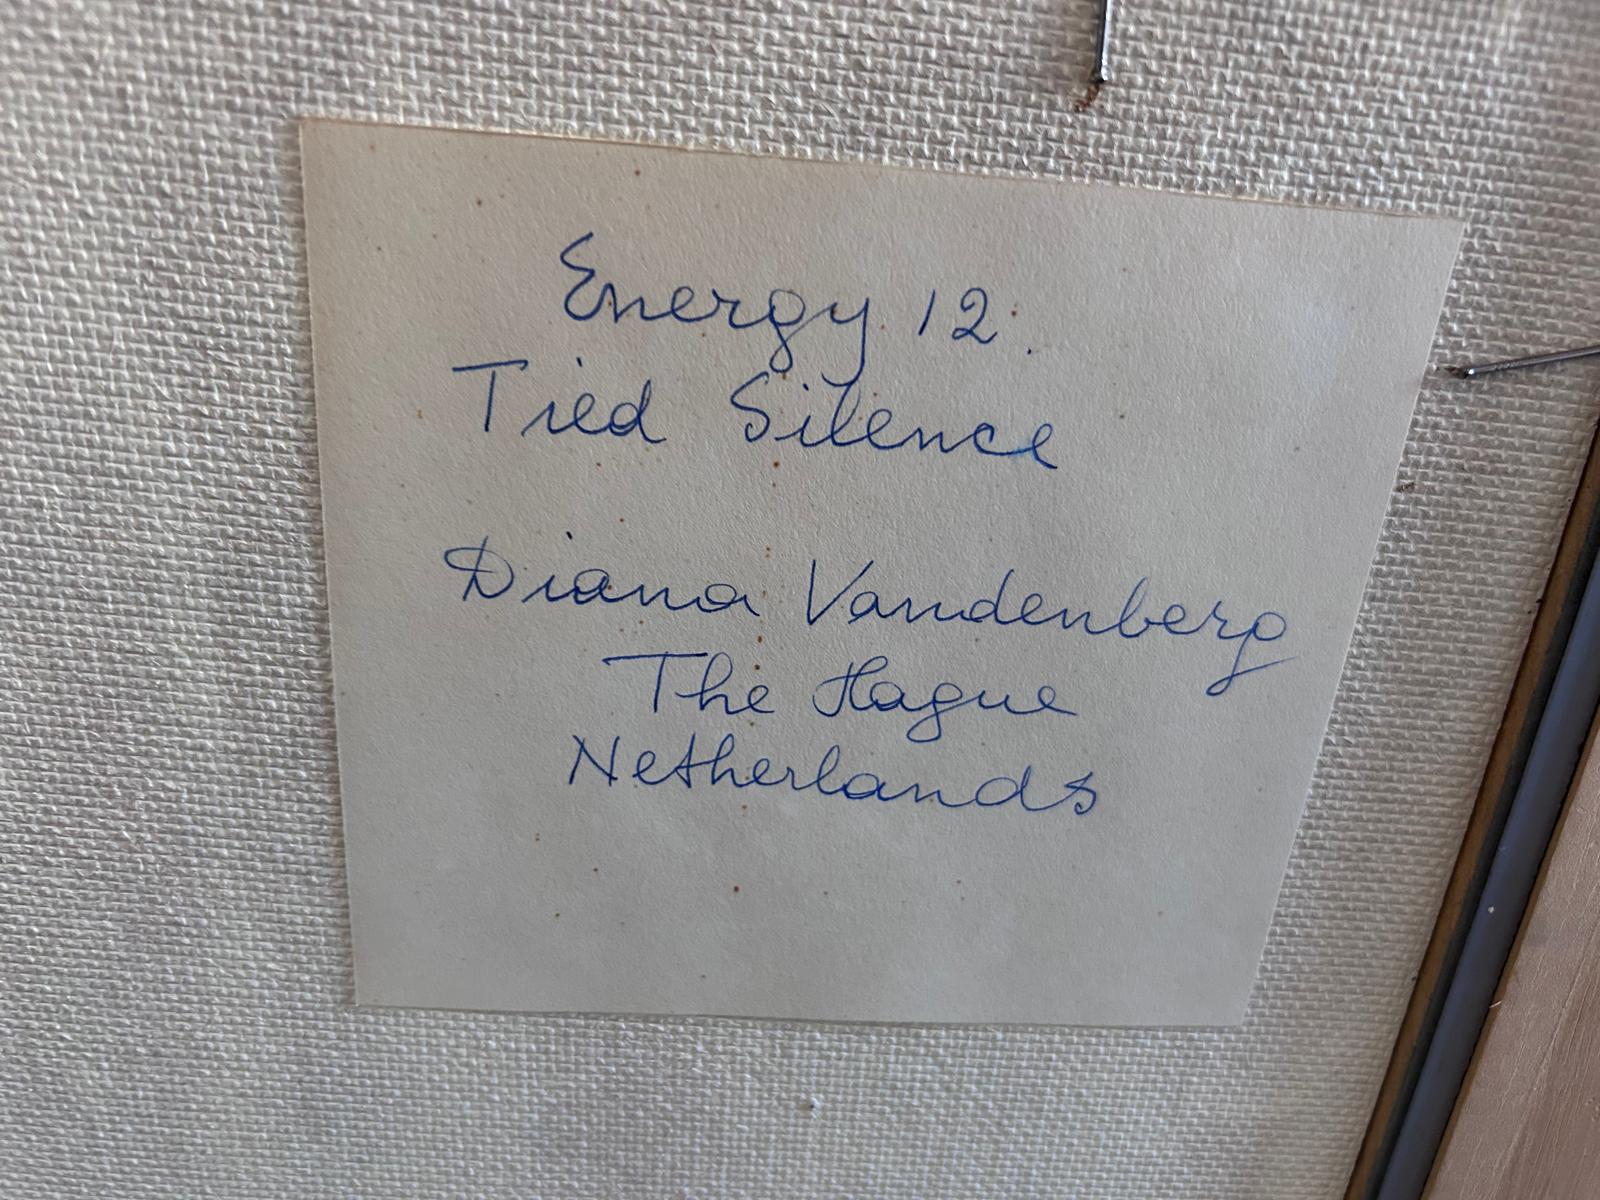 Energy 12.
Tied Silence
Diana Vandenberg
The Hague
Netherlands